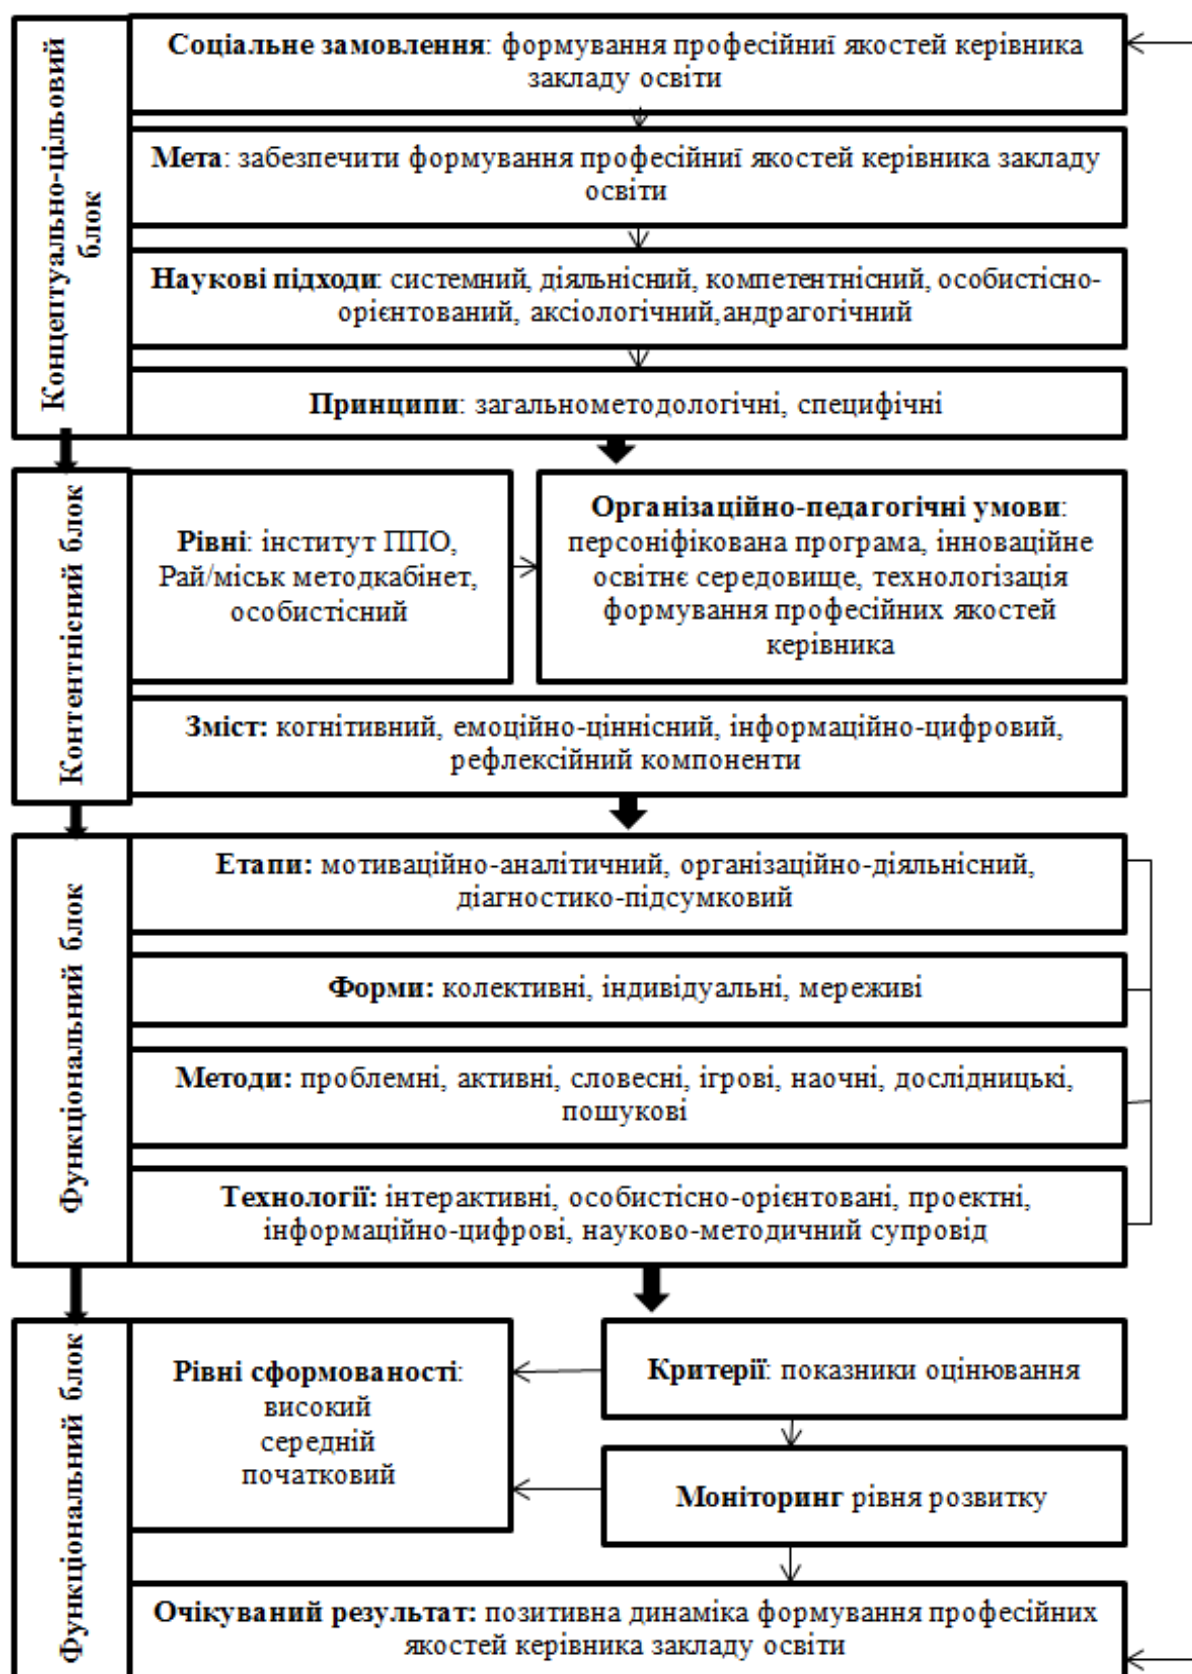 Концептуально-цільовий
блок
Соціальне замовлення: формування професійниї якостей керівника
закладу освіти
Мета: забезпечити формування професійниї якостей керівника закладу
освіти
Наукові підходи: системний, діяльнісний, компетентнісний, особистісно-
орієнтований, аксіологічний,андрагогічний
Принципи: загальнометодологічні, специфічні
Контентнісний блок
Рівні: інститут ППО,
Рай/міськ методкабінет,
особистісний
Організаційно-педагогічні умови:
персоніфікована програма, інноваційне
освітнє середовище, технологізація
формування професійних якостей
керівника
Зміст: когнітивний, емоційно-ціннісний, інформаційно-цифровий,
рефлексійний компоненти
Функціональний блок
Етапи: мотиваційно-аналітичний, організаційно-діяльнісний,
діагностико-підсумковий
Форми: колективні, індивідуальні, мереживі
Методи: проблемні, активні, словесні, ігрові, наочні, дослідницькі,
пошукові
Технології: інтерактивні, особистісно-орієнтовані, проектні,
інформаційно-цифрові, науково-методичний супровід
Функціональний блок
Рівні сформованості:
високий
середній
початковий
Критерії: показники оцінювання
Моніторинг рівня розвитку
Очікуваний результат: позитивна динаміка формування професійних
якостей керівника закладу освіти